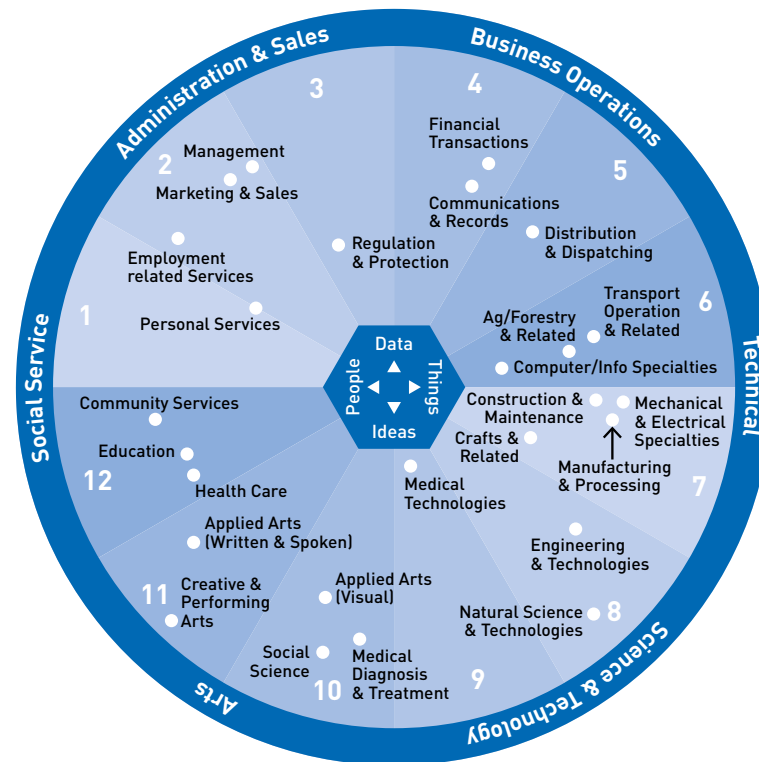 Administration & Sales
Business Operations
Technical
Science & Technology
Arts
Social Service
3
4
2
5
1
6
12
7
11
8
10
9
Management
Marketing & Sales
Employment
related Services
Personal Services
Regulation
& Protection
Financial
Transactions
Communications
& Records
Distribution
& Dispatching
Transport
Operation
& Related
Ag/Forestry
& Related
Computer/Info Specialties
Data
People
Things
Ideas
Construction &
Maintenance
Mechanical
& Electrical
Specialties
Crafts &
Related
Manufacturing
& Processing
Medical
Technologies
Engineering
& Technologies
Natural Science
& Technologies
Community Services
Education
Health Care
Applied Arts
(Written & Spoken)
Creative &
Performing
Arts
Applied Arts
(Visual)
Social
Science
Medical
Diagnosis
& Treatment